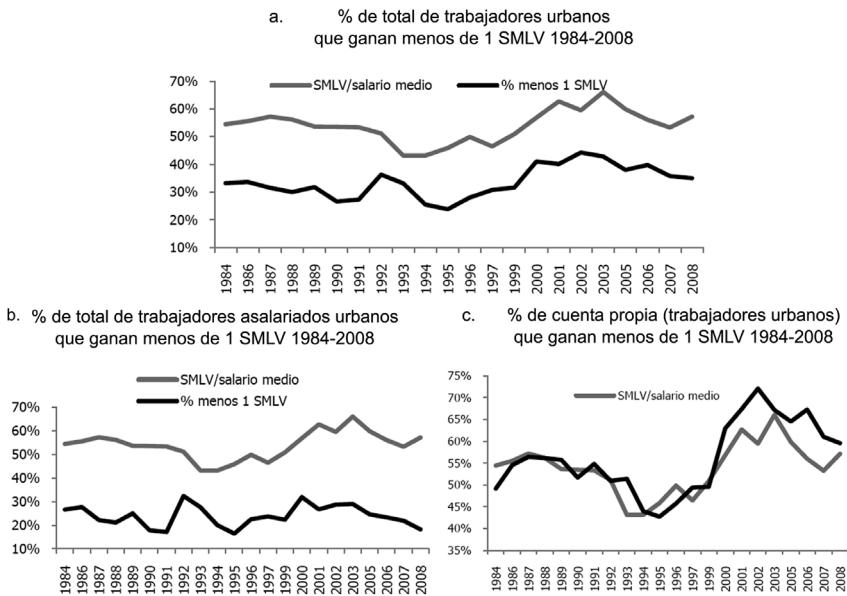 a. % de total de trabajadores urbanos
que ganan menos de 1 SMLV 1984-2008
SMLV/salario medio % menos 1 SMLV
70%
60%
50%
40%
30%
20%
10%
1984 1986 1987 1988 1989 1990 1991 1992 1993 1994 1995 1996 1997 1999 2000 2001 2002 2003 2005 2006 2007 2008
b. % de total de trabajadores asalariados urbanos
que ganan menos de 1 SMLV 1984-2008
SMLV/salario medio
% menos 1 SMLV
70%
60%
50%
40%
30%
20%
10%
1984 1986 1987 1988 1989 1990 1991 1992 1993 1994 1995 1996 1997 1999 2000 2001 2002 2003 2005 2006 2007 2008
c. % de cuenta propia (trabajadores urbanos)
que ganan menos de 1 SMLV 1984-2008
SMLV/salario medio
75%
70%
65%
60%
55%
50%
45%
40%
35%
1984 1986 1987 1988 1989 1990 1991 1992 1993 1994 1995 1996 1997 1999 2000 2001 2002 2003 2005 2006 2007 2008